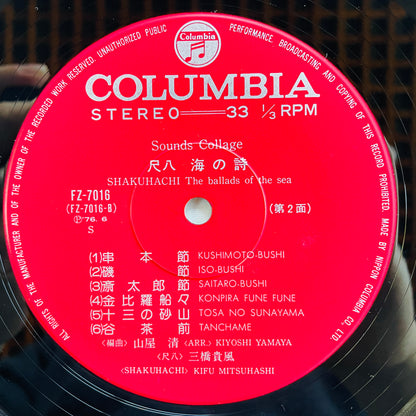 MANUFACTURER AND OF THE OWNER OF THE RECORDED WORK RESERVED. UNAUTHORIZED PUBLIC PERFORMANCE, BROADCASTING AND COPYING OF THIS RECORD PROHIBITED. MADE BY NIPPON COLUMBIA CO., LTD. ALL RIGHTS OF THE
Columbia
COLUMBIA
STEREO 33 1/3 RPM
Sounds Collage
尺八 海の詩
SHAKUHACHI The ballads of the sea
FZ-7016
(FZ-7016-B)
Ⓟ'76. 6
S
(第2面)
(1)串本節 KUSHIMOTO-BUSHI
(2)磯節 ISO-BUSHI
(3)斎太郎節 SAITARO-BUSHI
(4)金比羅船々 KONPIRA FUNE FUNE
(5)十三の砂山 TOSA NO SUNAYAMA
(6)谷茶前 TANCHAME
〈編曲〉山屋 清 〈ARR.〉 KIYOSHI YAMAYA
〈尺八〉三橋貴風
〈SHAKUHACHI〉 KIFU MITSUHASHI